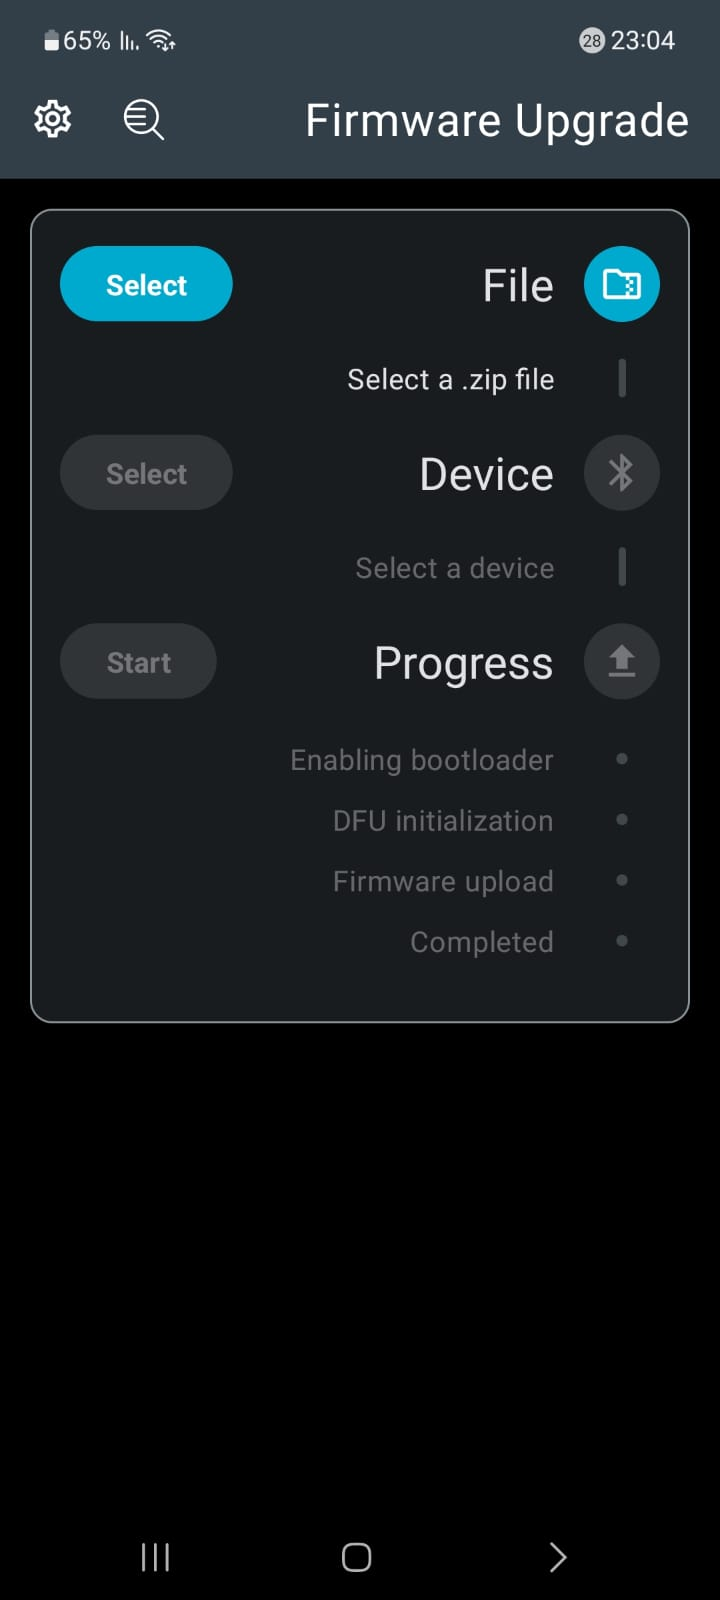 65% 28 23:04
Firmware Upgrade
File Select
Select a .zip file
Device Select
Select a device
Progress Start
Enabling bootloader
DFU initialization
Firmware upload
Completed